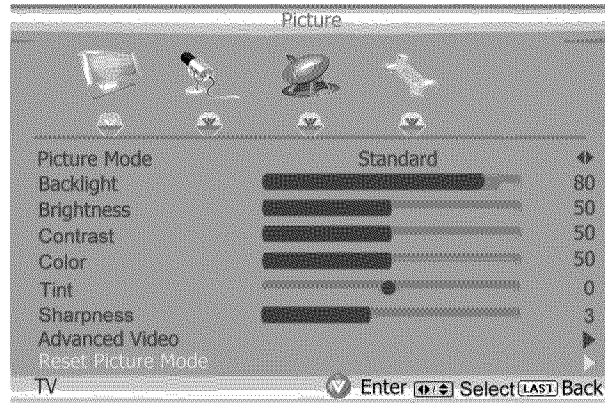 Picture
Picture Mode Standard
Backlight 80
Brightness 50
Contrast 50
Color 50
Tint 0
Sharpness 3
Advanced Video
Reset Picture Mode
TV Enter Select LAST Back